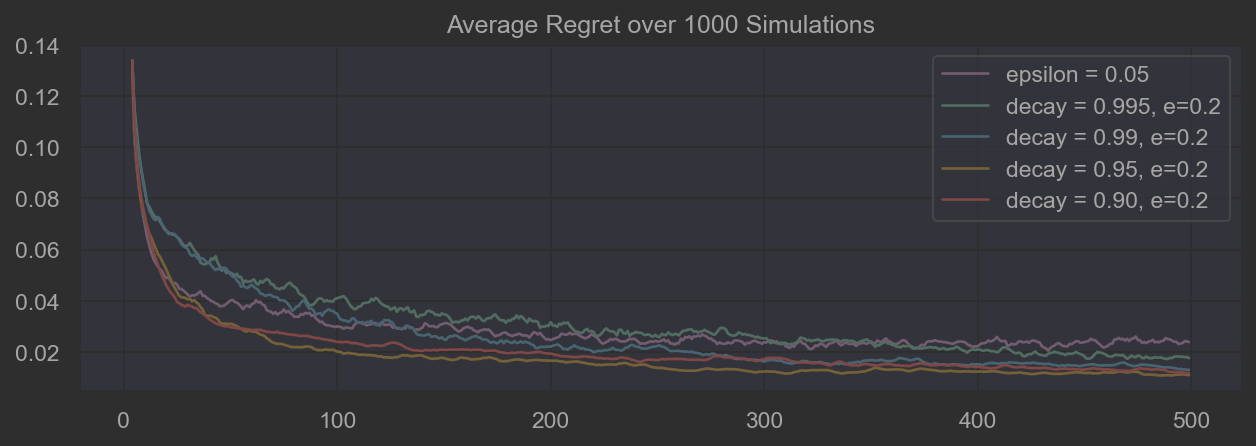 Average Regret over 1000 Simulations
0.14
0.12
0.10
0.08
0.06
0.04
0.02
epsilon = 0.05
decay = 0.995, e=0.2
decay = 0.99, e=0.2
decay = 0.95, e=0.2
decay = 0.90, e=0.2
0 100 200 300 400 500